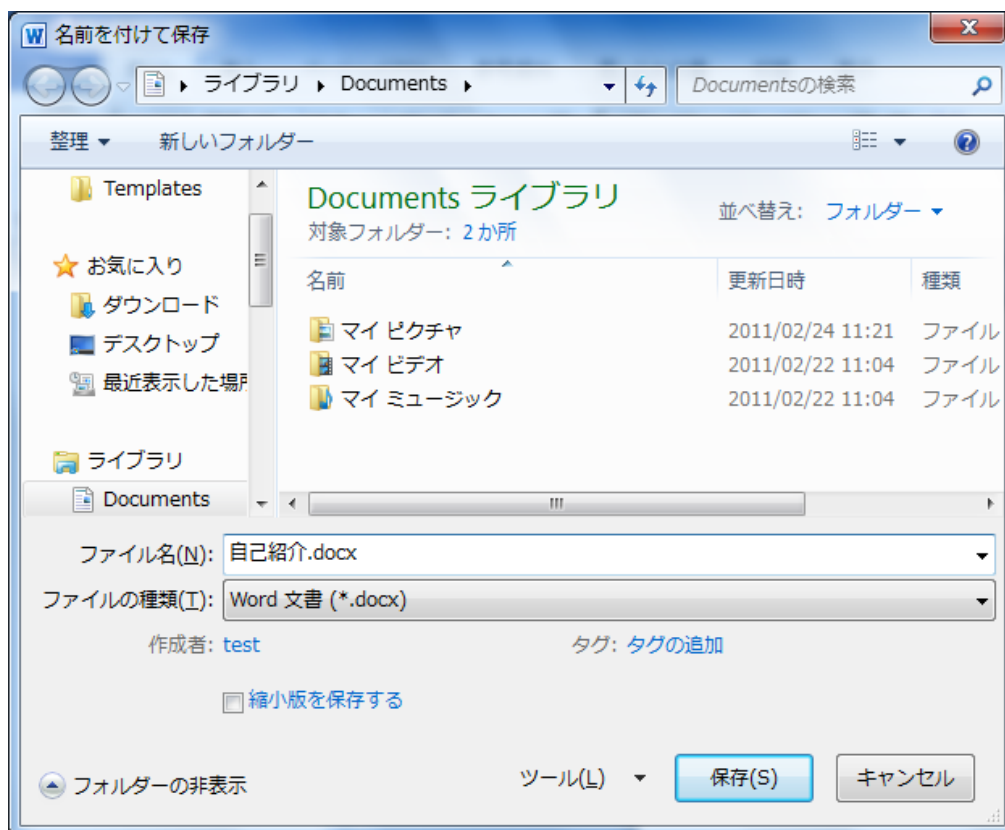 名前を付けて保存
ライブラリ Documents Documentsの検索
整理 新しいフォルダー
Templates
お気に入り
ダウンロード
デスクトップ
最近表示した場所
ライブラリ
Documents
Documents ライブラリ
対象フォルダー: 2 か所
並べ替え: フォルダー
名前 更新日時 種類
マイ ピクチャ 2011/02/24 11:21 ファイル
マイ ビデオ 2011/02/22 11:04 ファイル
マイ ミュージック 2011/02/22 11:04 ファイル
ファイル名(N): 自己紹介.docx
ファイルの種類(T): Word 文書 (*.docx)
作成者: test タグ: タグの追加
縮小版を保存する
フォルダーの非表示 ツール(L) 保存(S) キャンセル